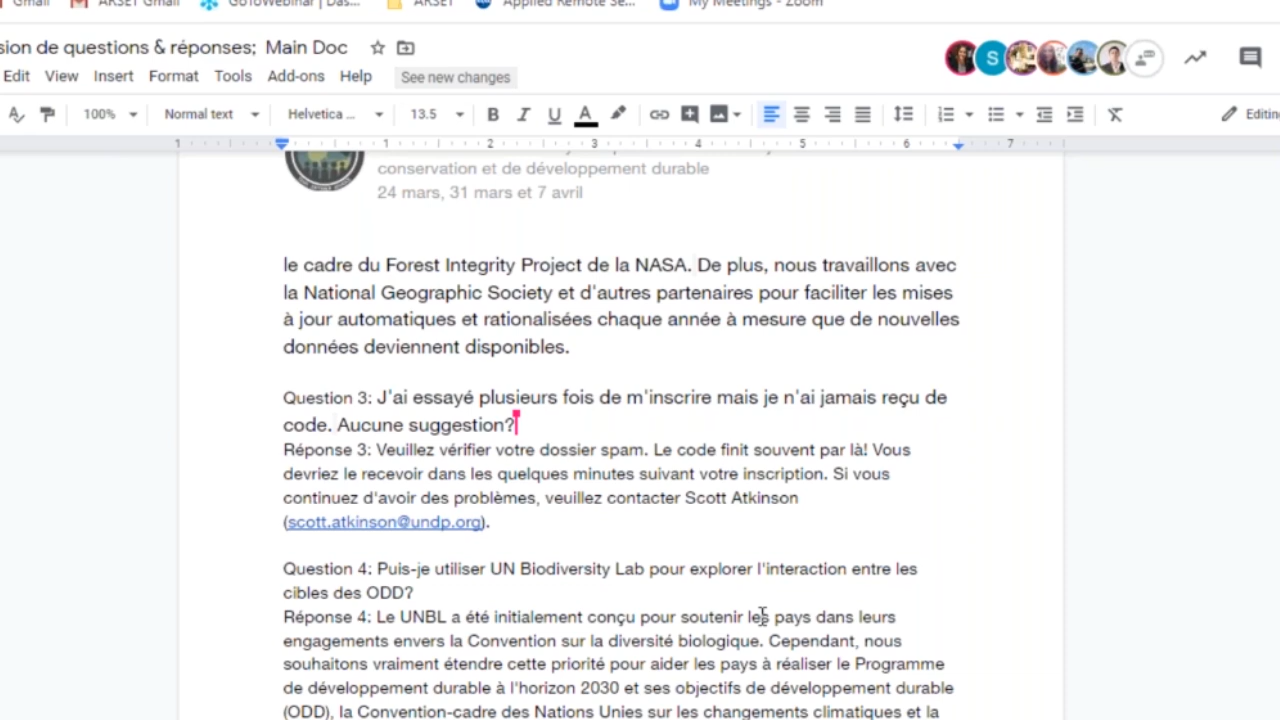 Gmail ARSET Gmail GoToWebinar | Das... ARSET Applied Remote Se... My Meetings - Zoom
sion de questions & réponses; Main Doc
Edit View Insert Format Tools Add-ons Help See new changes
S
100% Normal text Helvetica ... 13.5 B I U A Editin
1 1 2 3 4 5 6 7
conservation et de développement durable
24 mars, 31 mars et 7 avril
le cadre du Forest Integrity Project de la NASA. De plus, nous travaillons avec
la National Geographic Society et d'autres partenaires pour faciliter les mises
à jour automatiques et rationalisées chaque année à mesure que de nouvelles
données deviennent disponibles.
Question 3: J'ai essayé plusieurs fois de m'inscrire mais je n'ai jamais reçu de
code. Aucune suggestion?
Réponse 3: Veuillez vérifier votre dossier spam. Le code finit souvent par là! Vous
devriez le recevoir dans les quelques minutes suivant votre inscription. Si vous
continuez d'avoir des problèmes, veuillez contacter Scott Atkinson
(scott.atkinson@undp.org).
Question 4: Puis-je utiliser UN Biodiversity Lab pour explorer l'interaction entre les
cibles des ODD?
Réponse 4: Le UNBL a été initialement conçu pour soutenir les pays dans leurs
engagements envers la Convention sur la diversité biologique. Cependant, nous
souhaitons vraiment étendre cette priorité pour aider les pays à réaliser le Programme
de développement durable à l'horizon 2030 et ses objectifs de développement durable
(ODD), la Convention-cadre des Nations Unies sur les changements climatiques et la